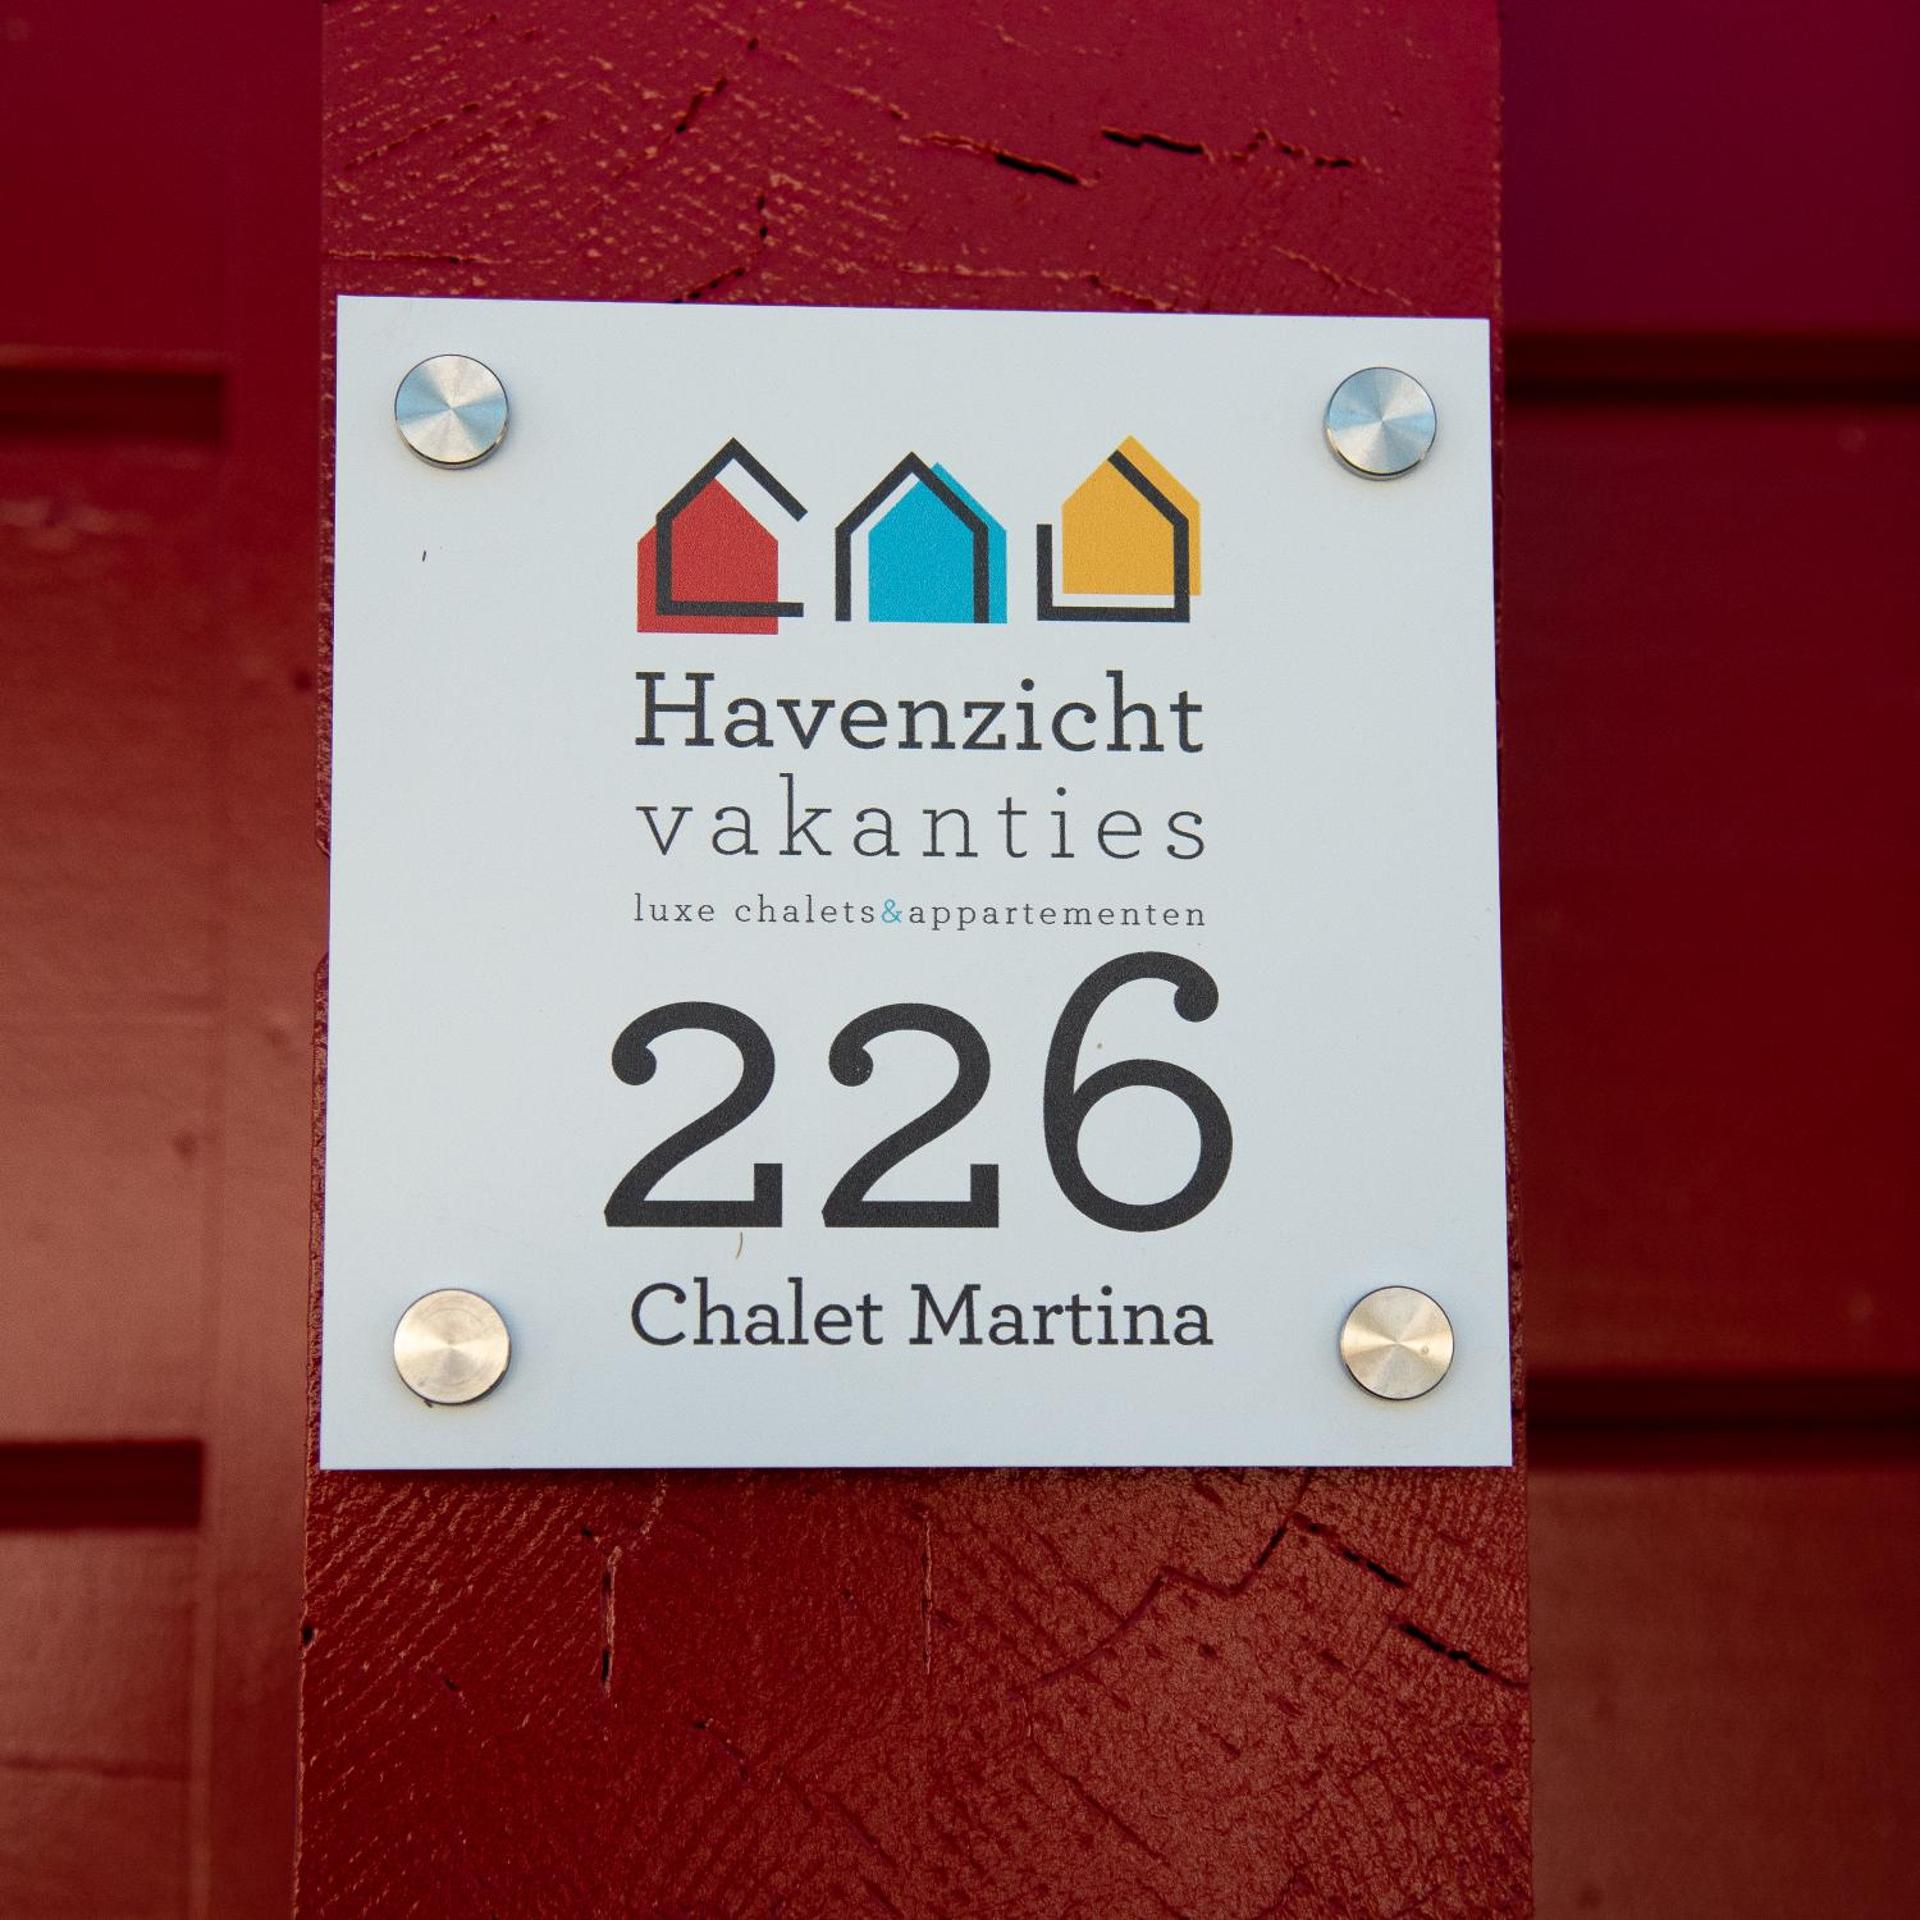 Havenzicht
vakanties
luxe chalets&appartementen
226
Chalet Martina